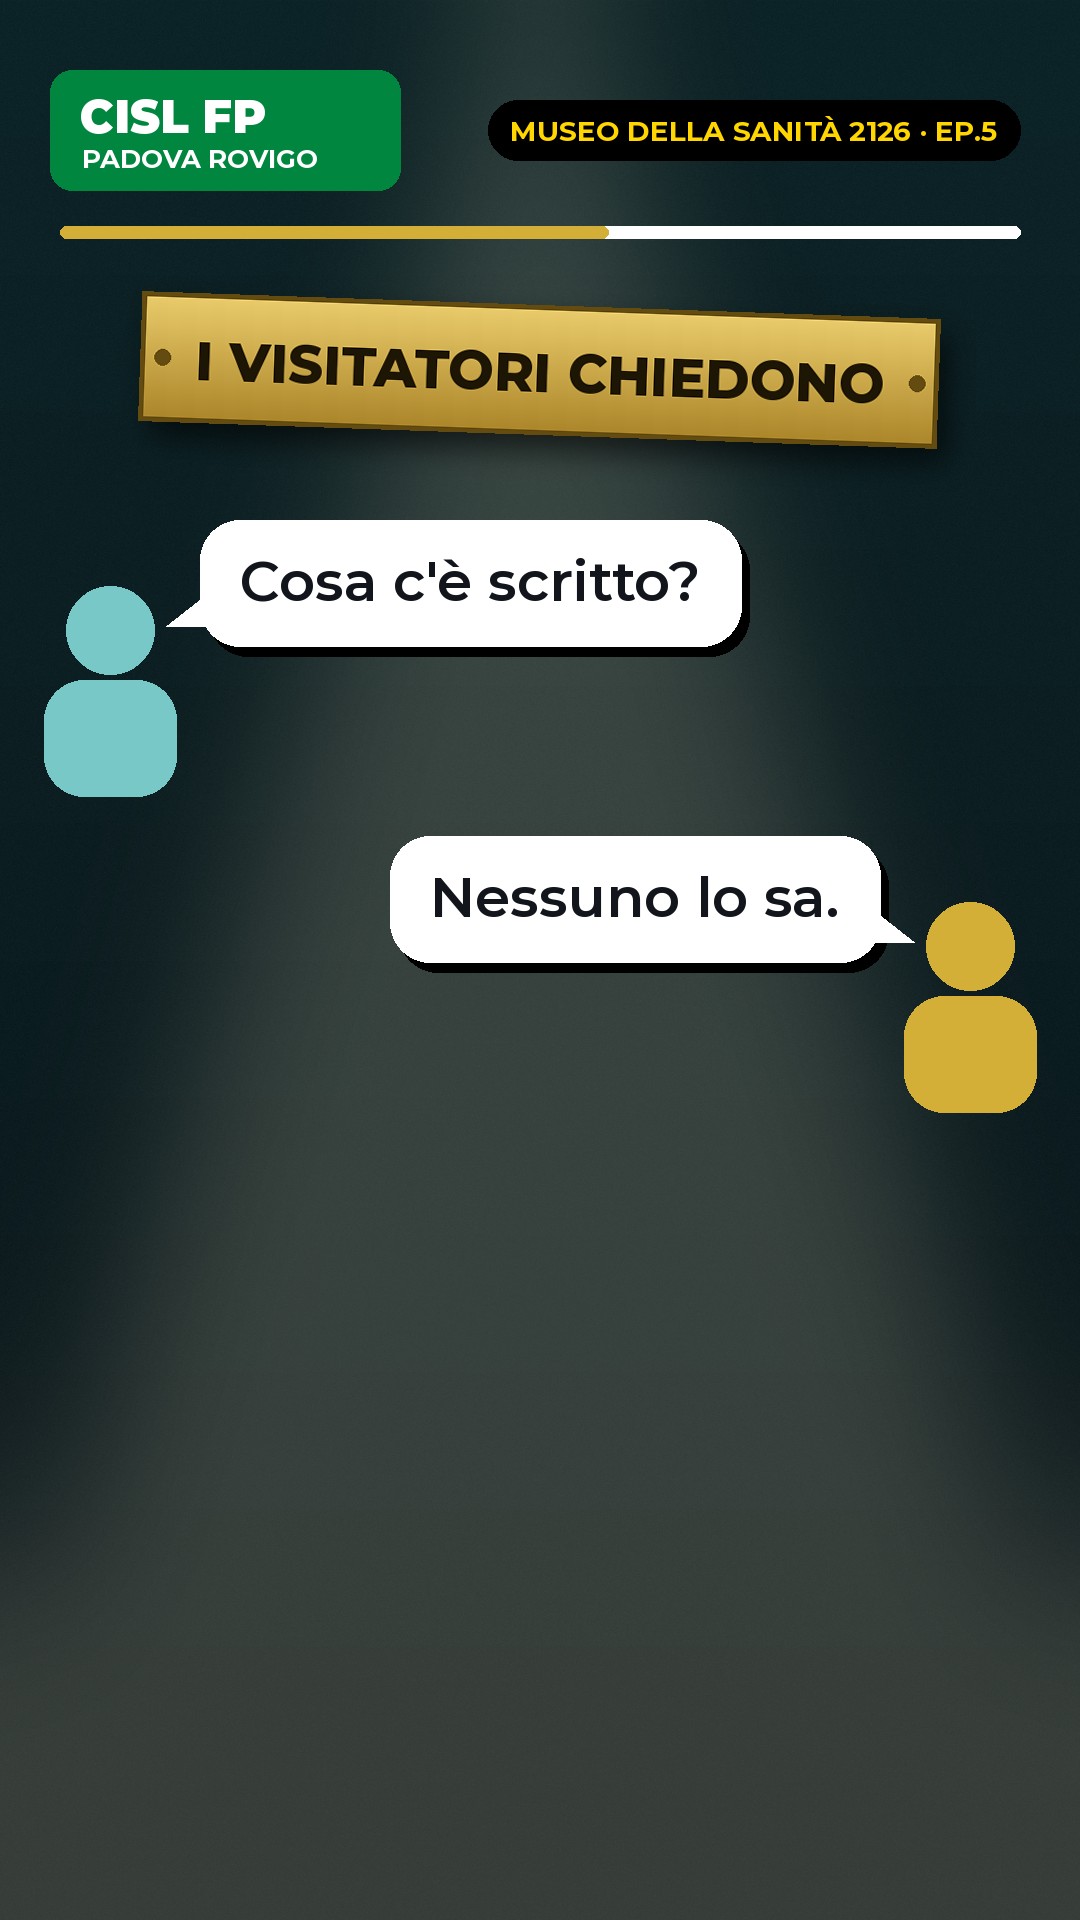 CISL FP
PADOVA ROVIGO
MUSEO DELLA SANITÀ 2126 · EP.5
I VISITATORI CHIEDONO
Cosa c'è scritto?
Nessuno lo sa.